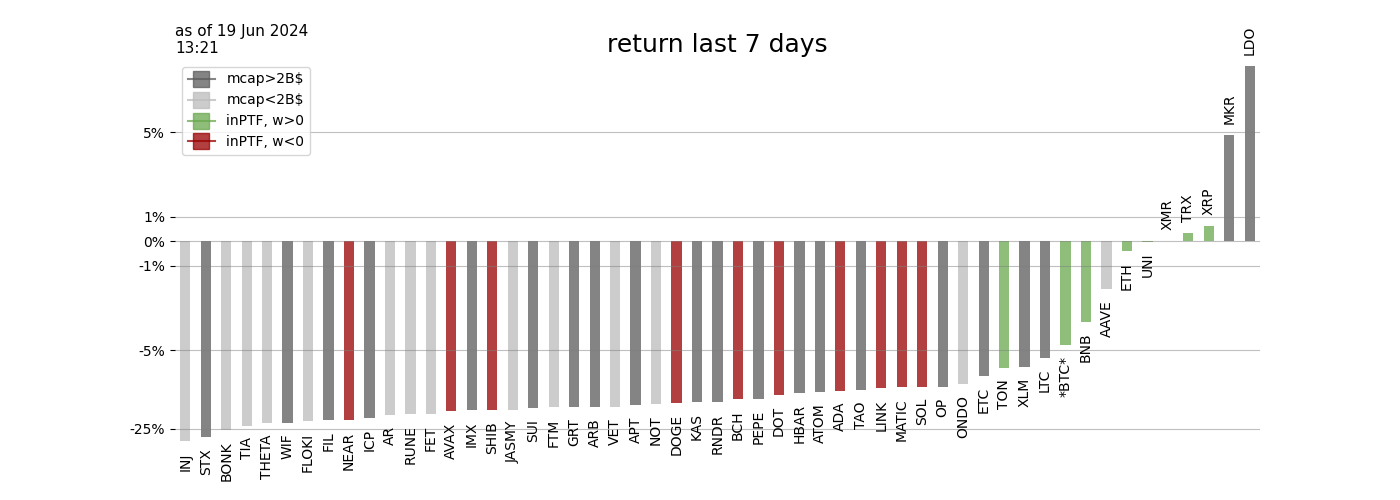 as of 19 Jun 2024
13:21
return last 7 days
mcap>2B$
mcap<2B$
inPTF, w>0
inPTF, w<0
5%
1%
0%
-1%
-5%
-25%
INJ
STX
BONK
TIA
THETA
WIF
FLOKI
FIL
NEAR
ICP
AR
RUNE
FET
AVAX
IMX
SHIB
JASMY
SUI
FTM
GRT
ARB
VET
APT
NOT
DOGE
KAS
RNDR
BCH
PEPE
DOT
HBAR
ATOM
ADA
TAO
LINK
MATIC
SOL
OP
ONDO
ETC
TON
XLM
LTC
*BTC*
BNB
AAVE
ETH
UNI
XMR
TRX
XRP
MKR
LDO